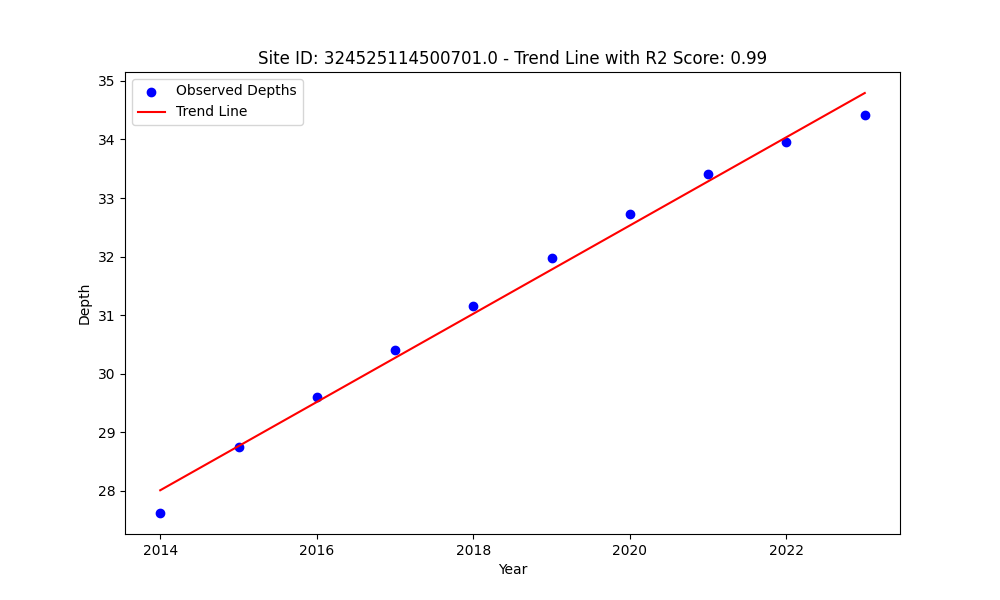 Site ID: 324525114500701.0 - Trend Line with R2 Score: 0.99
Observed Depths
Trend Line
35
34
33
32
31
30
29
28
Depth
2014
2016
2018
2020
2022
Year